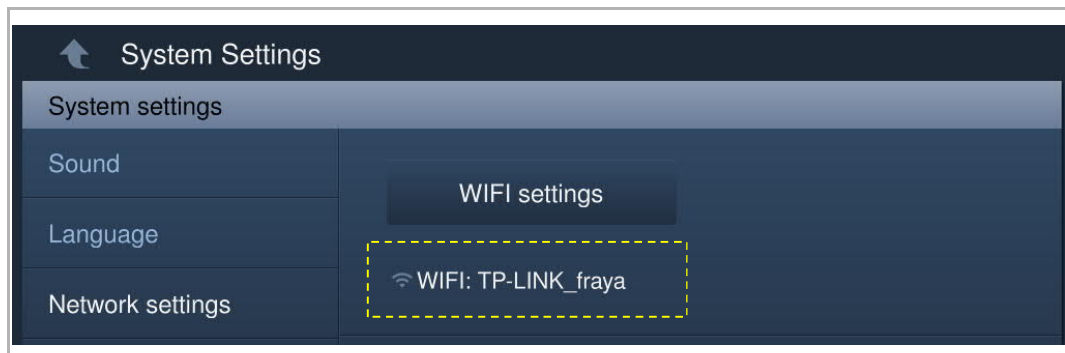 System Settings
System settings
Sound
WIFI settings
Language
WIFI: TP-LINK_fraya
Network settings